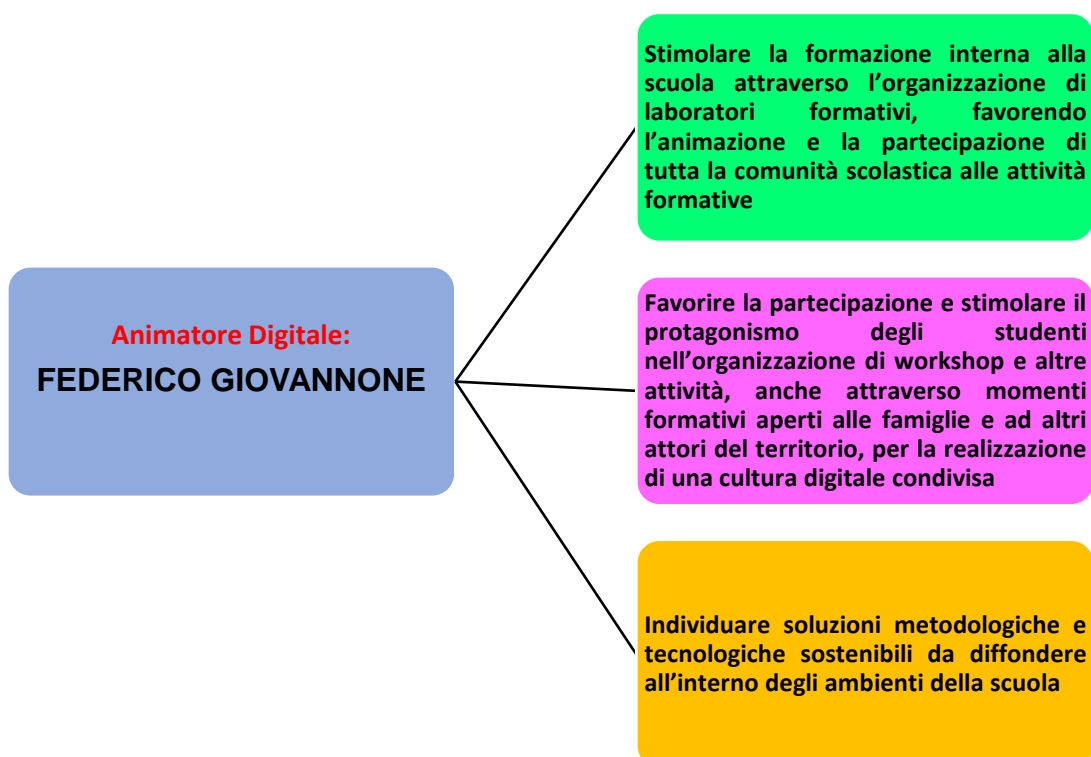 Stimolare la formazione interna alla
scuola attraverso l’organizzazione di
laboratori formativi, favorendo
l’animazione e la partecipazione di
tutta la comunità scolastica alle attività
formative
Animatore Digitale:
FEDERICO GIOVANNONE
Favorire la partecipazione e stimolare il
protagonismo degli studenti
nell’organizzazione di workshop e altre
attività, anche attraverso momenti
formativi aperti alle famiglie e ad altri
attori del territorio, per la realizzazione
di una cultura digitale condivisa
Individuare soluzioni metodologiche e
tecnologiche sostenibili da diffondere
all’interno degli ambienti della scuola